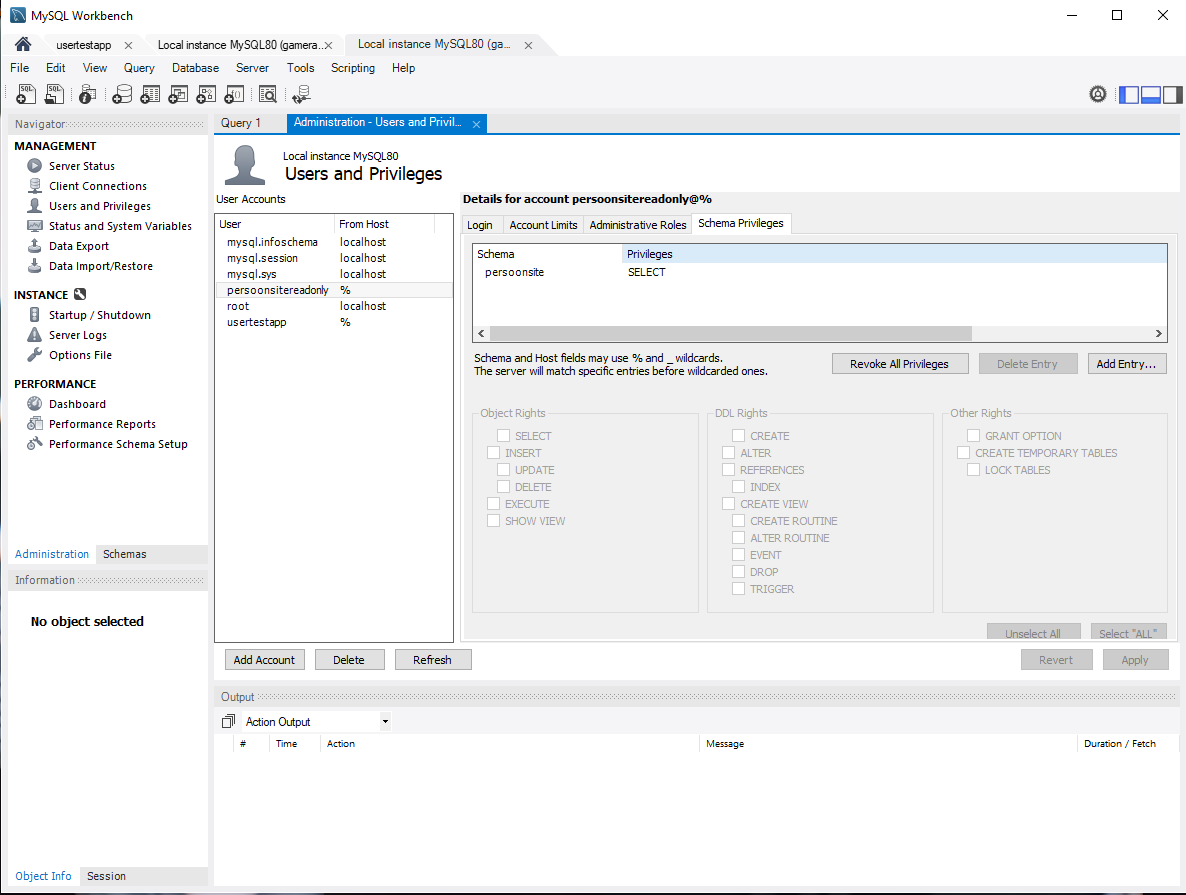 MySQL Workbench
usertestapp
Local instance MySQL80 (gamera...
Local instance MySQL80 (ga...
File Edit View Query Database Server Tools Scripting Help
Navigator
MANAGEMENT
Server Status
Client Connections
Users and Privileges
Status and System Variables
Data Export
Data Import/Restore
INSTANCE
Startup / Shutdown
Server Logs
Options File
PERFORMANCE
Dashboard
Performance Reports
Performance Schema Setup
Administration Schemas
Information
No object selected
Object Info Session
Query 1
Administration - Users and Privil...
Local instance MySQL80
Users and Privileges
User Accounts
User From Host
mysql.infoschema localhost
mysql.session localhost
mysql.sys localhost
persoonsitereadonly %
root localhost
usertestapp %
Add Account Delete Refresh
Details for account persoonsitereadonly@%
Login Account Limits Administrative Roles Schema Privileges
Schema Privileges
persoonsite SELECT
Schema and Host fields may use % and _ wildcards.
The server will match specific entries before wildcarded ones.
Revoke All Privileges Delete Entry Add Entry...
Object Rights
SELECT
INSERT
UPDATE
DELETE
EXECUTE
SHOW VIEW
DDL Rights
CREATE
ALTER
REFERENCES
INDEX
CREATE VIEW
CREATE ROUTINE
ALTER ROUTINE
EVENT
DROP
TRIGGER
Other Rights
GRANT OPTION
CREATE TEMPORARY TABLES
LOCK TABLES
Unselect All Select "ALL"
Revert Apply
Output
Action Output
# Time Action Message Duration / Fetch